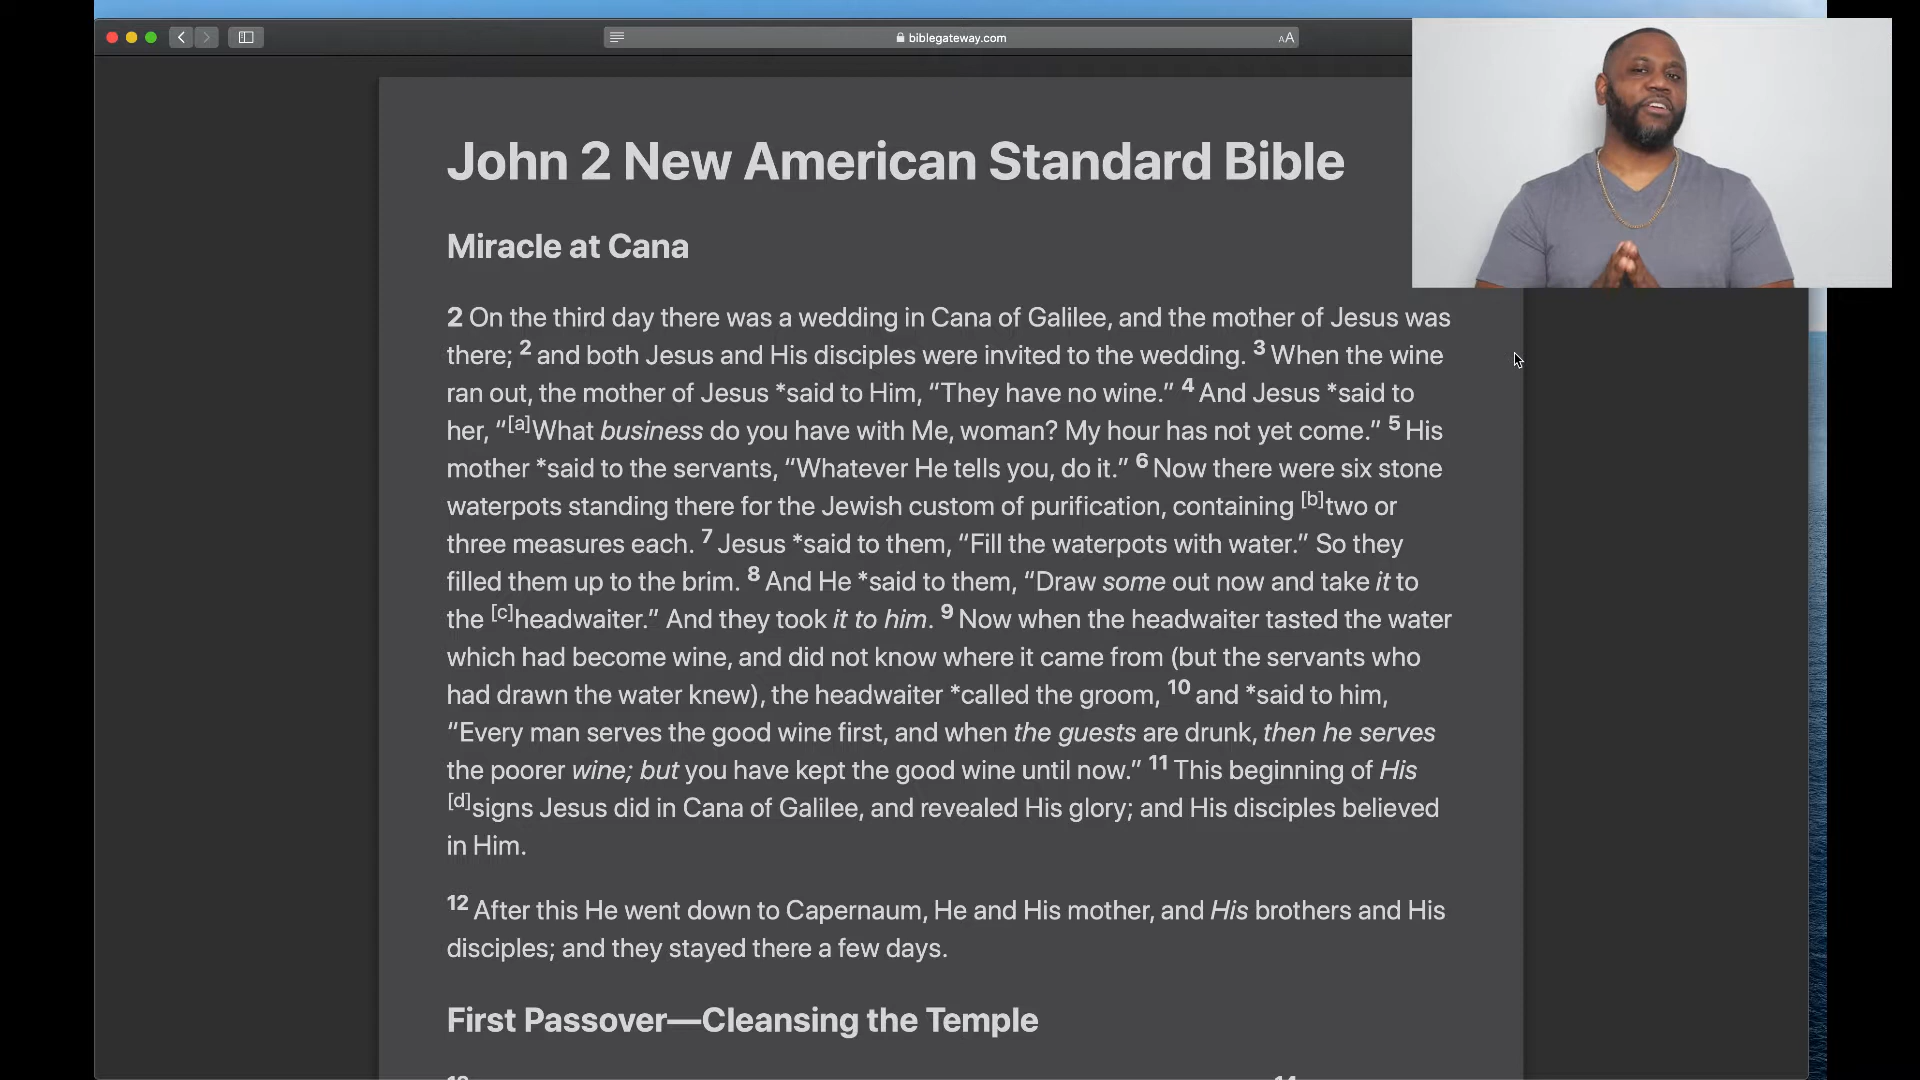 biblegateway.com
AA
John 2 New American Standard Bible
Miracle at Cana
2 On the third day there was a wedding in Cana of Galilee, and the mother of Jesus was
there; 2 and both Jesus and His disciples were invited to the wedding. 3 When the wine
ran out, the mother of Jesus *said to Him, “They have no wine.” 4 And Jesus *said to
her, “[a]What business do you have with Me, woman? My hour has not yet come.” 5 His
mother *said to the servants, “Whatever He tells you, do it.” 6 Now there were six stone
waterpots standing there for the Jewish custom of purification, containing [b]two or
three measures each. 7 Jesus *said to them, “Fill the waterpots with water.” So they
filled them up to the brim. 8 And He *said to them, “Draw some out now and take it to
the [c]headwaiter.” And they took it to him. 9 Now when the headwaiter tasted the water
which had become wine, and did not know where it came from (but the servants who
had drawn the water knew), the headwaiter *called the groom, 10 and *said to him,
“Every man serves the good wine first, and when the guests are drunk, then he serves
the poorer wine; but you have kept the good wine until now.” 11 This beginning of His
[d]signs Jesus did in Cana of Galilee, and revealed His glory; and His disciples believed
in Him.
12 After this He went down to Capernaum, He and His mother, and His brothers and His
disciples; and they stayed there a few days.
First Passover—Cleansing the Temple